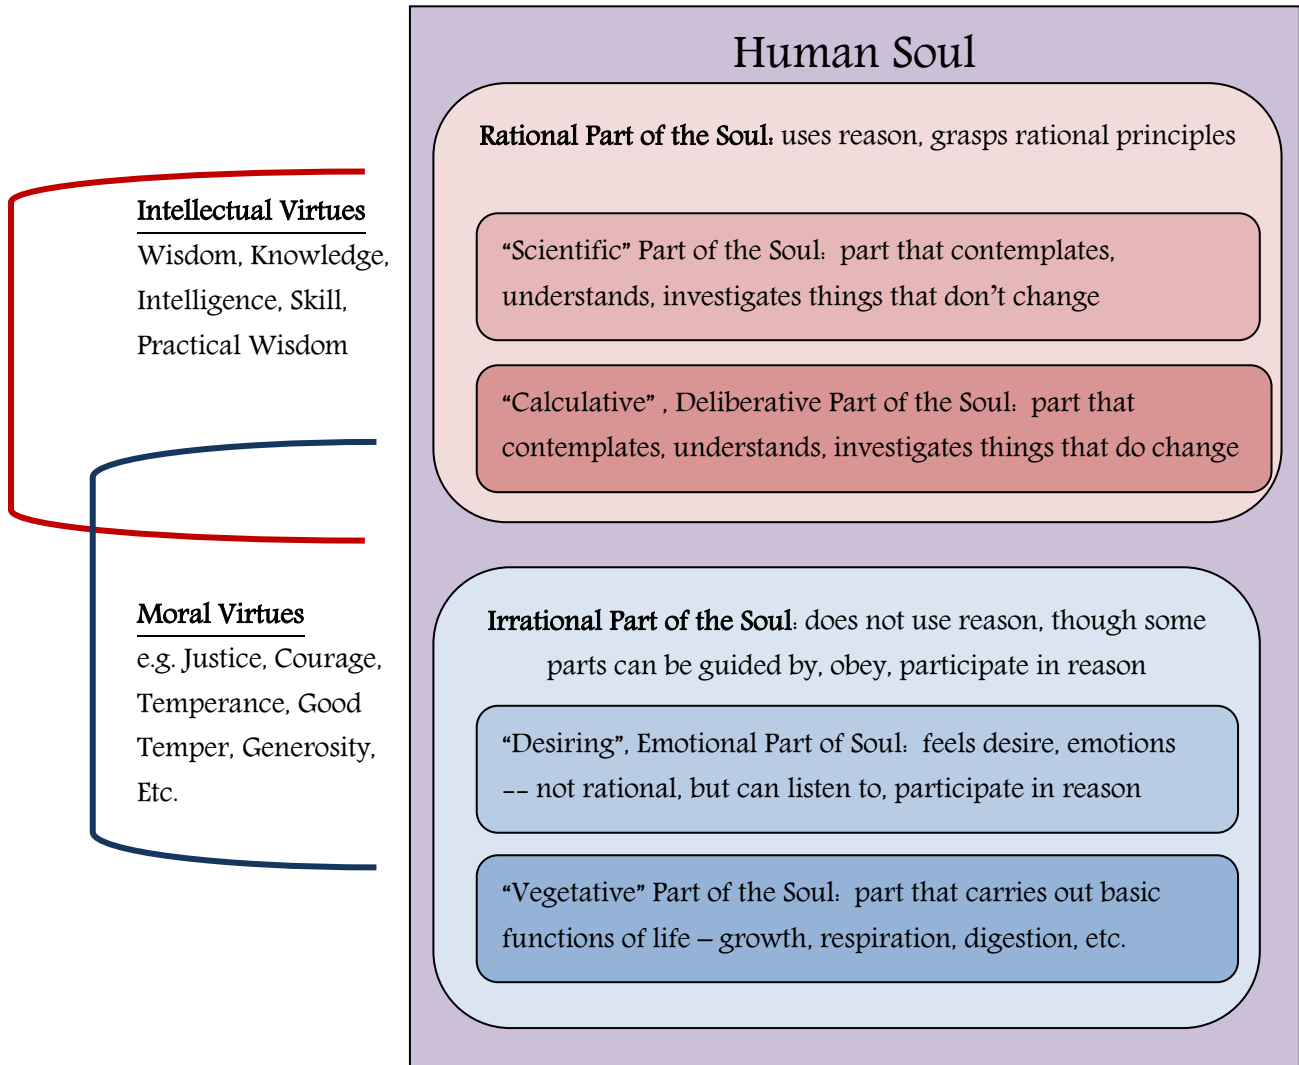 Human Soul
Rational Part of the Soul: uses reason, grasps rational principles
Intellectual Virtues
Wisdom, Knowledge,
Intelligence, Skill,
Practical Wisdom
“Scientific” Part of the Soul:  part that contemplates,
understands, investigates things that don’t change
“Calculative” , Deliberative Part of the Soul:  part that
contemplates, understands, investigates things that do change
Moral Virtues
e.g. Justice, Courage,
Temperance, Good
Temper, Generosity,
Etc.
Irrational Part of the Soul: does not use reason, though some
parts can be guided by, obey, participate in reason
“Desiring”, Emotional Part of Soul:  feels desire, emotions
-- not rational, but can listen to, participate in reason
“Vegetative” Part of the Soul:  part that carries out basic
functions of life – growth, respiration, digestion, etc.